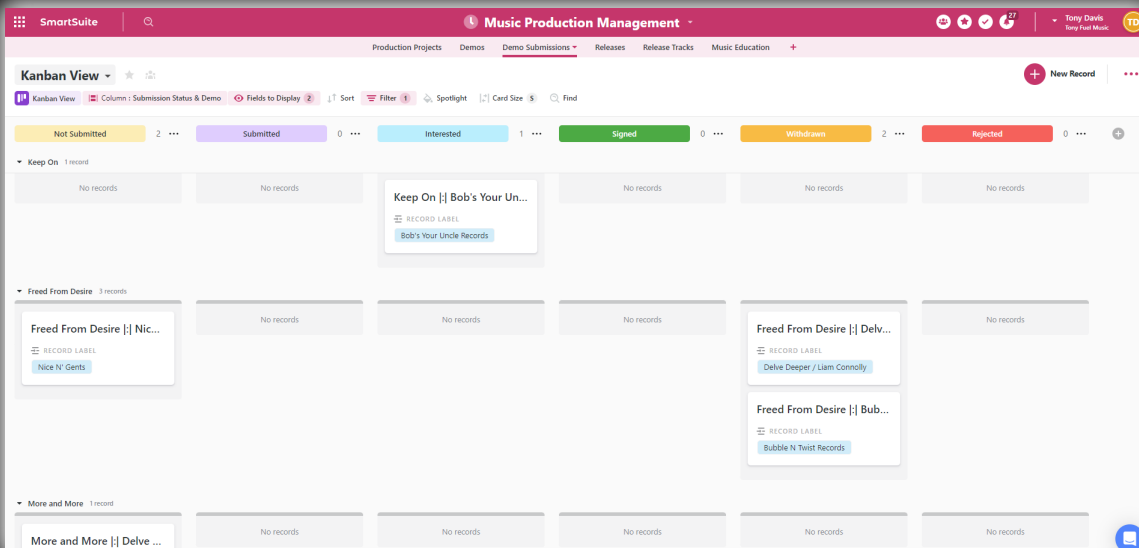 SmartSuite
Music Production Management
27
Tony Davis
Tony Fuel Music
TD
Production Projects Demos Demo Submissions Releases Release Tracks Music Education +
Kanban View
New Record
Kanban View Column : Submission Status & Demo Fields to Display 2 Sort Filter 1 Spotlight Card Size S Find
Not Submitted 2 Submitted 0 Interested 1 Signed 0 Withdrawn 2 Rejected 0
Keep On 1 record
No records No records No records No records No records
Keep On |:| Bob's Your Un...
RECORD LABEL
Bob's Your Uncle Records
Freed From Desire 3 records
No records No records No records No records
Freed From Desire |:| Nic...
RECORD LABEL
Nice N' Gents
Freed From Desire |:| Delv...
RECORD LABEL
Delve Deeper / Liam Connolly
Freed From Desire |:| Bub...
RECORD LABEL
Bubble N Twist Records
More and More 1 record
More and More |:| Delve ...
No records No records No records No records No records